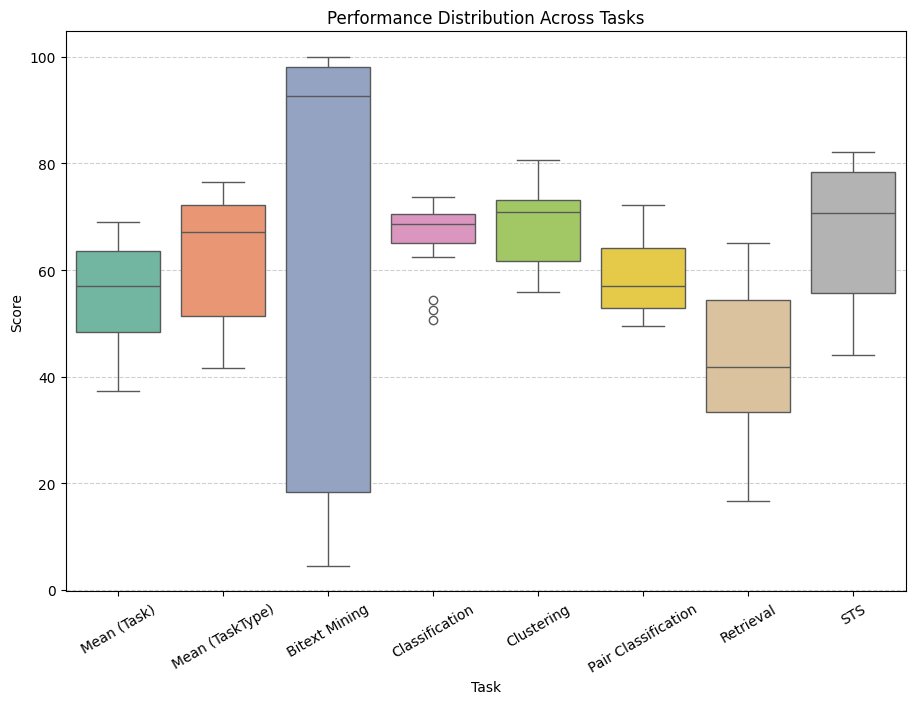 Performance Distribution Across Tasks
100
80
60
40
20
0
Score
Mean (Task)
Mean (TaskType)
Bitext Mining
Classification
Clustering
Pair Classification
Retrieval
STS
Task